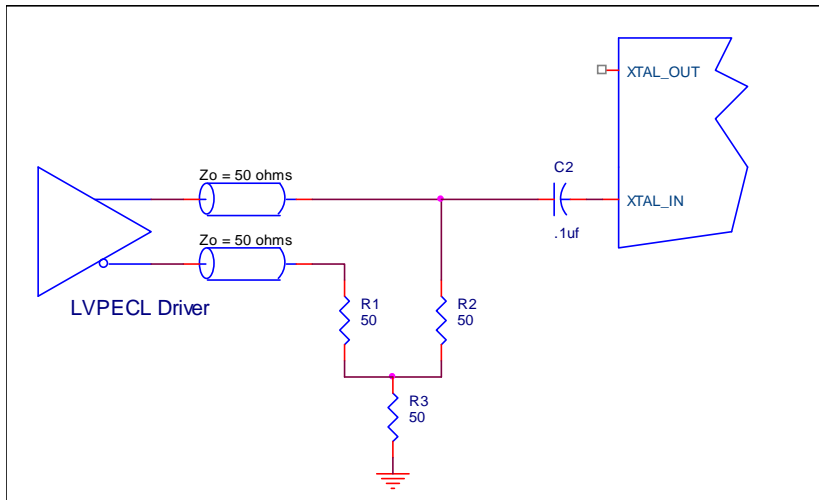 XTAL_OUT
C2
Zo = 50 ohms
XTAL_IN
.1uf
Zo = 50 ohms
LVPECL Driver
R1
50
R2
50
R3
50